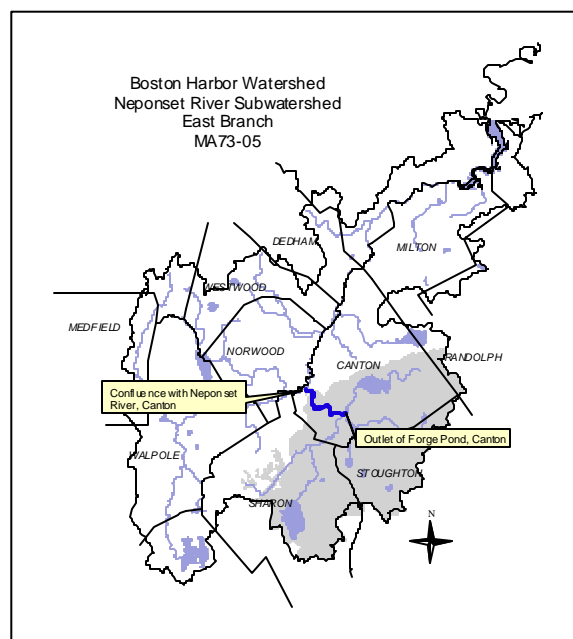 Boston Harbor Watershed
Neponset River Subwatershed
East Branch
MA73-05
DEDHAM
MILTON
WESTWOOD
MEDFIELD
NORWOOD
CANTON
RANDOLPH
Confluence with Neponset
River, Canton
Outlet of Forge Pond, Canton
WALPOLE
STOUGHTON
SHARON
N